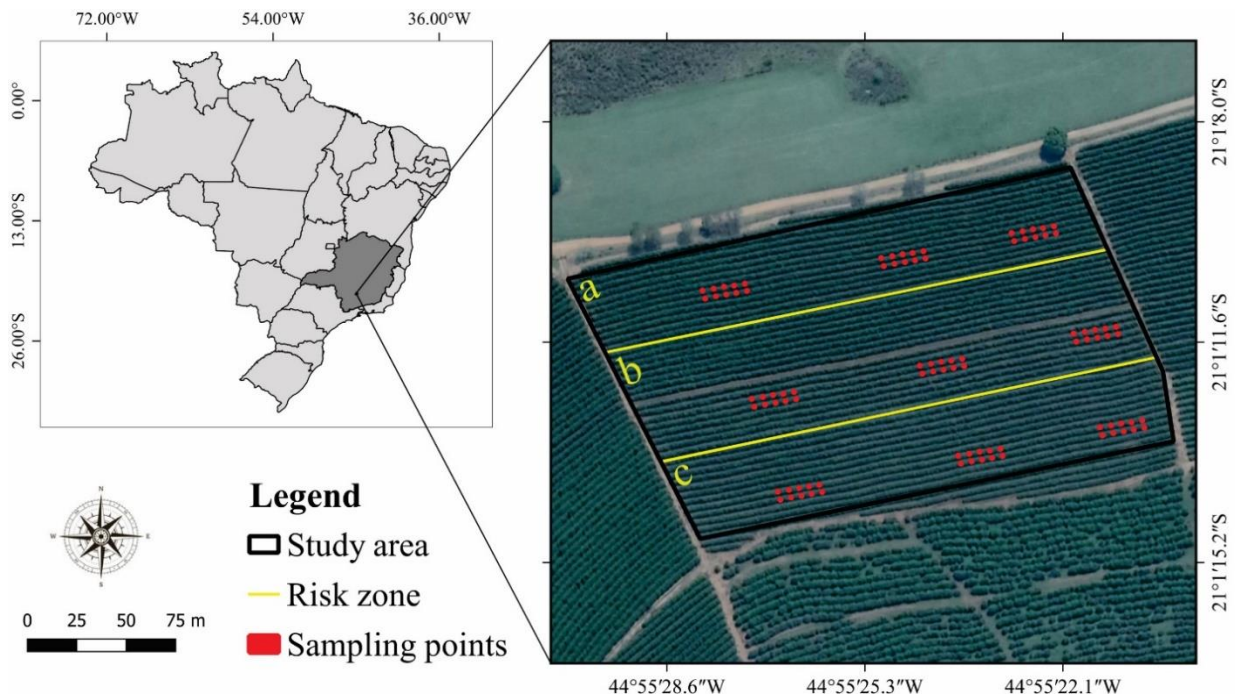 72.00°W 54.00°W 36.00°W
0.00°
13.00°S
26.00°S
a
b
c
21°1'8.0"S
21°1'11.6"S
21°1'15.2"S
44°55'28.6"W 44°55'25.3"W 44°55'22.1"W
N
W
E
S
Legend
Study area
Risk zone
Sampling points
0 25 50 75 m